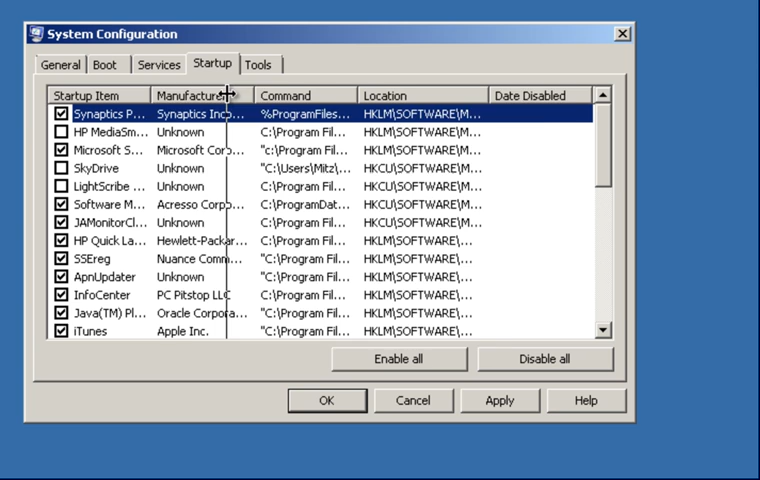 System Configuration
General Boot Services Startup Tools
Startup Item Manufacturer Command Location Date Disabled
Synaptics P... Synaptics Inco... %ProgramFiles... HKLM\SOFTWARE\M...
HP MediaSm... Unknown C:\Program Fil... HKLM\SOFTWARE\M...
Microsoft S... Microsoft Corp... "c:\Program Fil... HKLM\SOFTWARE\M...
SkyDrive Unknown "C:\Users\Mitz\... HKCU\SOFTWARE\M...
LightScribe ... Unknown C:\Program Fil... HKCU\SOFTWARE\M...
Software M... Acresso Corpo... C:\ProgramDat... HKCU\SOFTWARE\M...
JAMonitorCl... Unknown C:\Program Fil... HKCU\SOFTWARE\M...
HP Quick La... Hewlett-Packar... C:\Program Fil... HKLM\SOFTWARE\...
SSEreg Nuance Comm... "C:\Program Fil... HKLM\SOFTWARE\...
ApnUpdater Unknown "C:\Program Fil... HKLM\SOFTWARE\...
InfoCenter PC Pitstop LLC C:\Program Fil... HKLM\SOFTWARE\...
Java(TM) Pl... Oracle Corpora... "C:\Program Fil... HKLM\SOFTWARE\...
iTunes Apple Inc. "C:\Program Fil... HKLM\SOFTWARE\...
Enable all Disable all
OK Cancel Apply Help